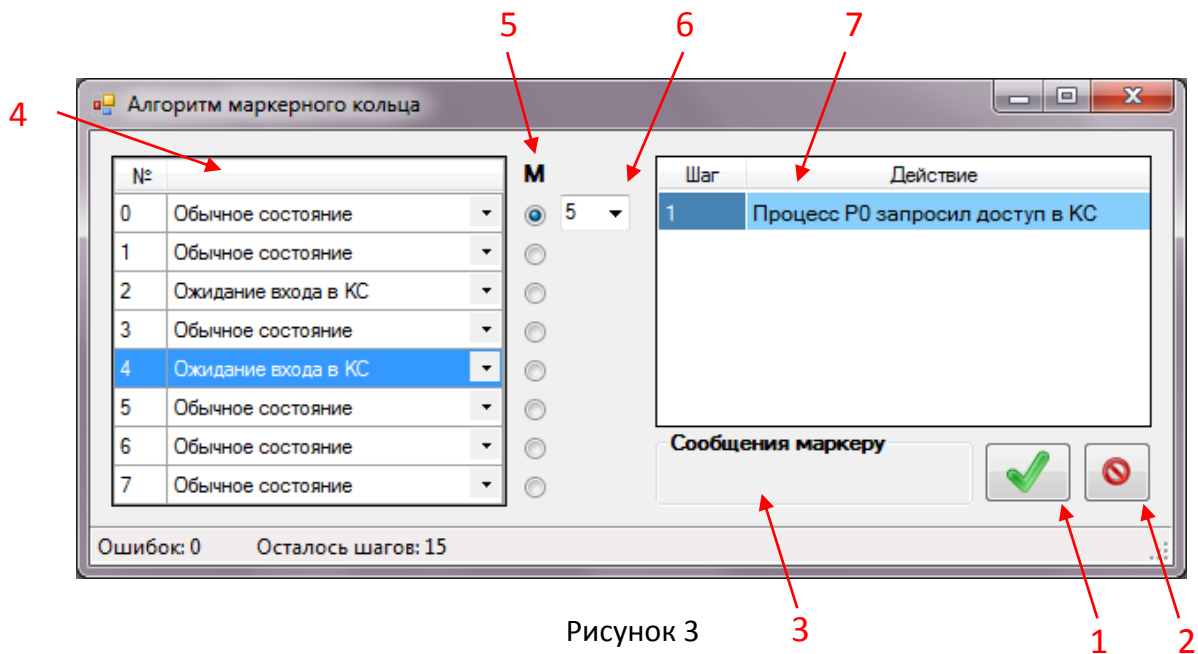 5 6 7
4
Алгоритм маркерного кольца
№ М Шаг Действие
0 Обычное состояние 5 1 Процесс P0 запросил доступ в КС
1 Обычное состояние
2 Ожидание входа в КС
3 Обычное состояние
4 Ожидание входа в КС
5 Обычное состояние
6 Обычное состояние
7 Обычное состояние
Сообщения маркеру
Ошибок: 0 Осталось шагов: 15
Рисунок 3
3 1 2